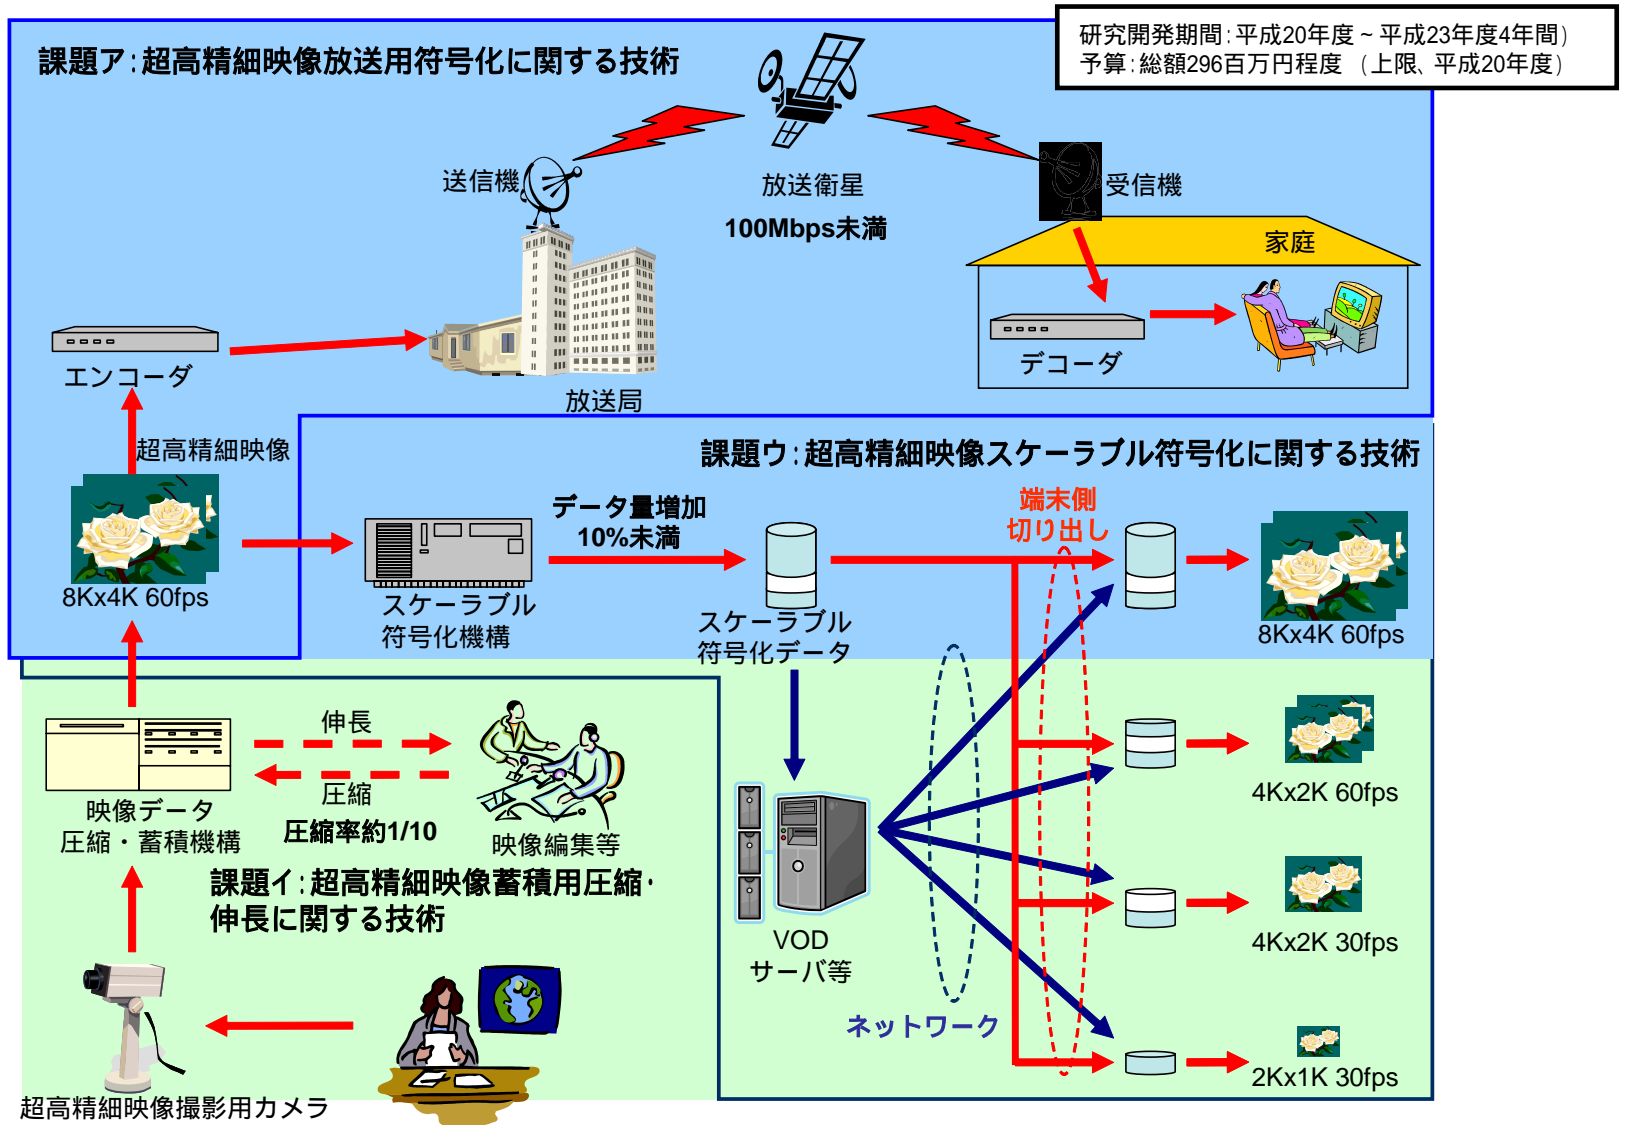 研究開発期間:平成20年度~平成23年度4年間)
予算:総額296百万円程度 (上限、平成20年度)
課題ア:超高精細映像放送用符号化に関する技術
送信機
放送衛星
100Mbps未満
受信機
家庭
デコーダ
エンコーダ
放送局
超高精細映像
8Kx4K 60fps
課題ウ:超高精細映像スケーラブル符号化に関する技術
データ量増加
10%未満
端末側
切り出し
スケーラブル
符号化機構
スケーラブル
符号化データ
8Kx4K 60fps
伸長
圧縮
圧縮率約1/10
映像データ
圧縮・蓄積機構
映像編集等
課題イ:超高精細映像蓄積用圧縮・
伸長に関する技術
4Kx2K 60fps
VOD
サーバ等
4Kx2K 30fps
ネットワーク
2Kx1K 30fps
超高精細映像撮影用カメラ